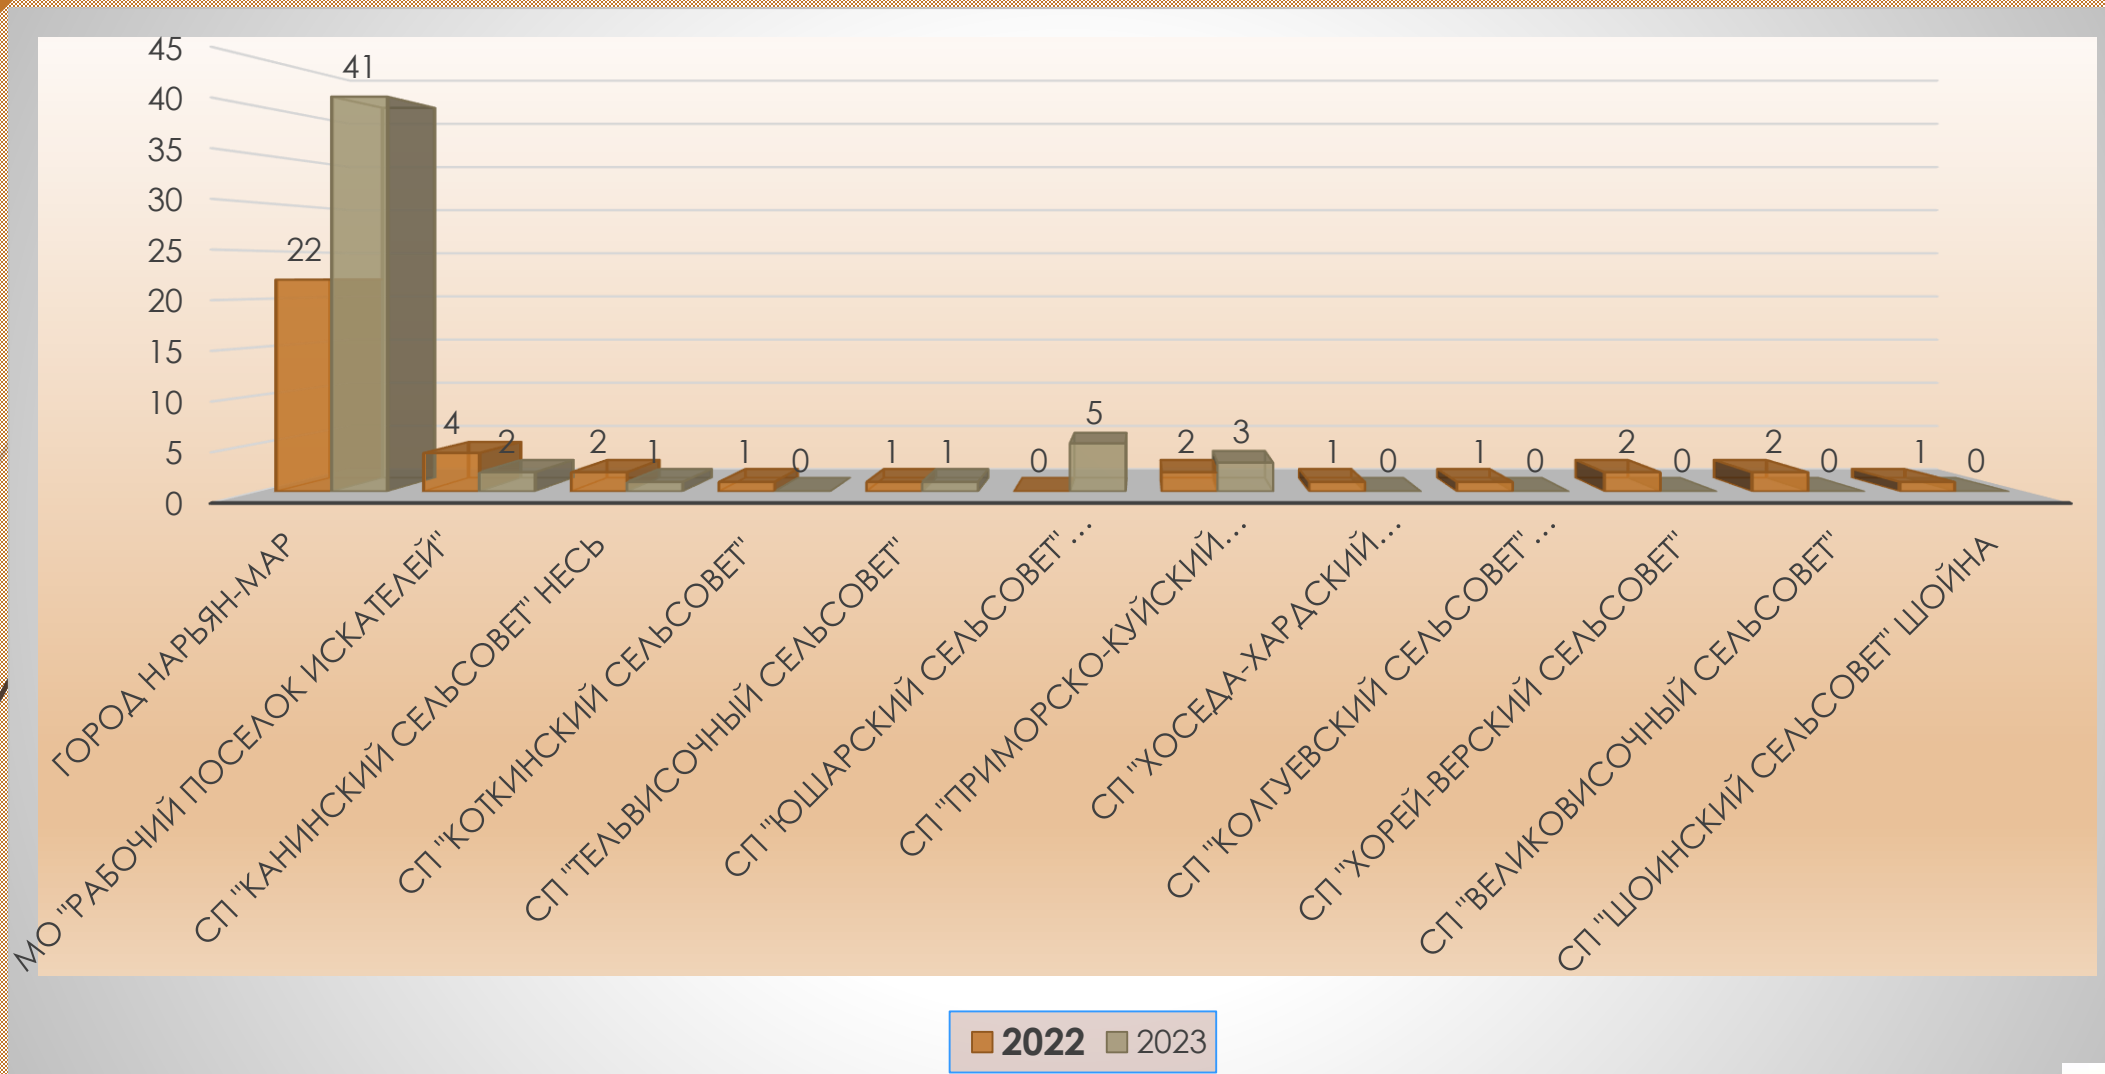 45
40
35
30
25
20
15
10
5
0
22
41
4
2
2
1
1
0
1
1
0
5
2
3
1
0
1
0
2
0
2
0
1
0
ГОРОД НАРЬЯН-МАР
МО "РАБОЧИЙ ПОСЕЛОК ИСКАТЕЛЕЙ"
СП "КАНИНСКИЙ СЕЛЬСОВЕТ" НЕСЬ
СП "КОТКИНСКИЙ СЕЛЬСОВЕТ"
СП "ТЕЛЬВИСОЧНЫЙ СЕЛЬСОВЕТ"
СП "ЮШАРСКИЙ СЕЛЬСОВЕТ" ...
СП "ПРИМОРСКО-КУЙСКИЙ...
СП "ХОСЕДА-ХАРДСКИЙ...
СП "КОЛГУЕВСКИЙ СЕЛЬСОВЕТ" ...
СП "ХОРЕЙ-ВЕРСКИЙ СЕЛЬСОВЕТ"
СП "ВЕЛИКОВИСОЧНЫЙ СЕЛЬСОВЕТ"
СП "ШОИНСКИЙ СЕЛЬСОВЕТ" ШОЙНА
2022 2023